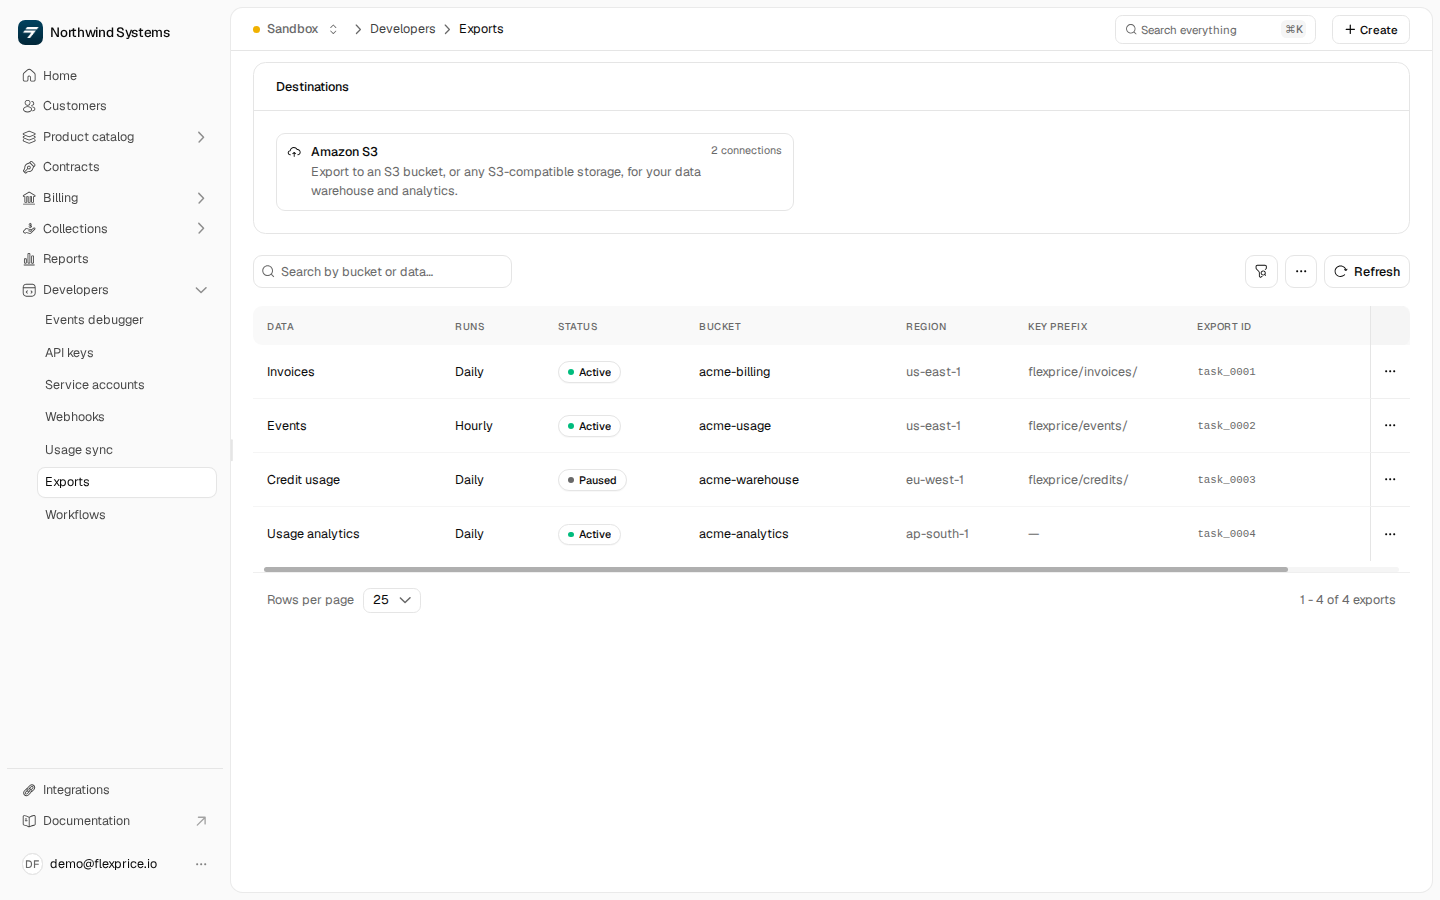 Northwind Systems
Home
Customers
Product catalog
Contracts
Billing
Collections
Reports
Developers
Events debugger
API keys
Service accounts
Webhooks
Usage sync
Exports
Workflows
Integrations
Documentation
DF demo@flexprice.io
Sandbox Developers Exports
Search everything ⌘K
Create
Destinations
Amazon S3 2 connections
Export to an S3 bucket, or any S3-compatible storage, for your data
warehouse and analytics.
Search by bucket or data...
Refresh
DATA RUNS STATUS BUCKET REGION KEY PREFIX EXPORT ID
Invoices Daily Active acme-billing us-east-1 flexprice/invoices/ task_0001
Events Hourly Active acme-usage us-east-1 flexprice/events/ task_0002
Credit usage Daily Paused acme-warehouse eu-west-1 flexprice/credits/ task_0003
Usage analytics Daily Active acme-analytics ap-south-1 — task_0004
Rows per page 25
1 - 4 of 4 exports